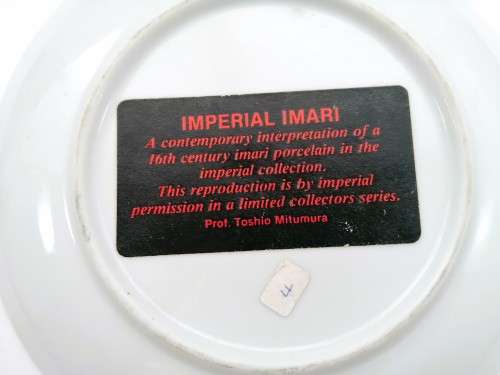 IMPERIAL IMARI
A contemporary interpretation of a
16th century imari porcelain in the
imperial collection.
This reproduction is by imperial
permission in a limited collectors series.
Prof. Toshio Mitumura
4